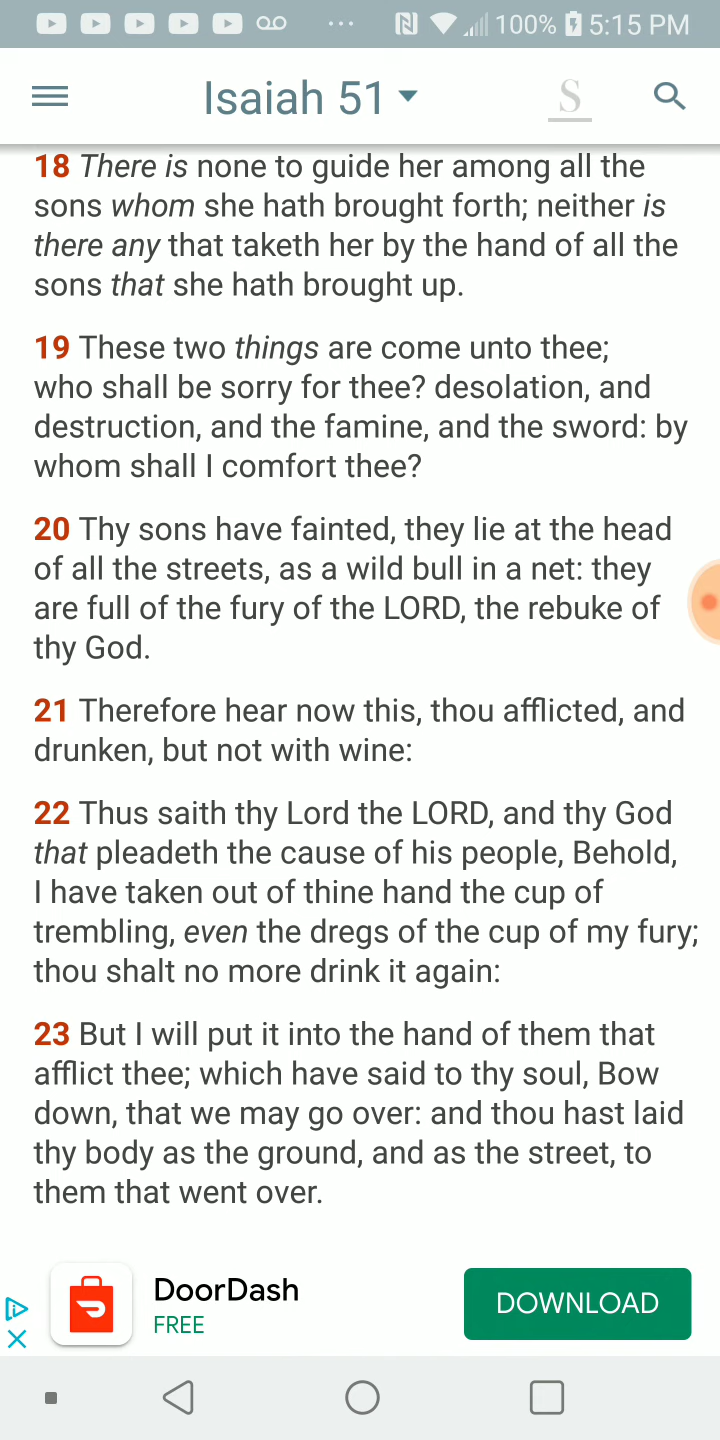 100% 5:15 PM
Isaiah 51 S
18 There is none to guide her among all the
sons whom she hath brought forth; neither is
there any that taketh her by the hand of all the
sons that she hath brought up.
19 These two things are come unto thee;
who shall be sorry for thee? desolation, and
destruction, and the famine, and the sword: by
whom shall I comfort thee?
20 Thy sons have fainted, they lie at the head
of all the streets, as a wild bull in a net: they
are full of the fury of the LORD, the rebuke of
thy God.
21 Therefore hear now this, thou afflicted, and
drunken, but not with wine:
22 Thus saith thy Lord the LORD, and thy God
that pleadeth the cause of his people, Behold,
I have taken out of thine hand the cup of
trembling, even the dregs of the cup of my fury;
thou shalt no more drink it again:
23 But I will put it into the hand of them that
afflict thee; which have said to thy soul, Bow
down, that we may go over: and thou hast laid
thy body as the ground, and as the street, to
them that went over.
DoorDash
FREE
DOWNLOAD